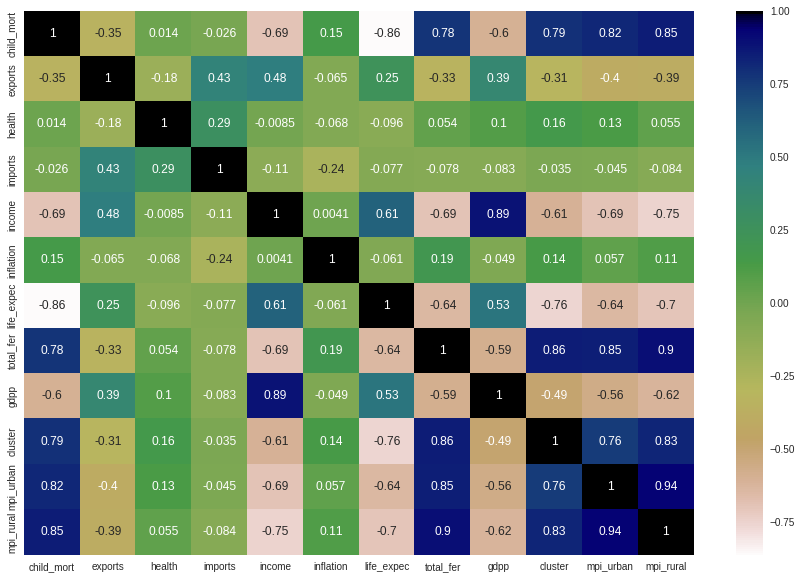 child_mort 1 -0.35 0.014 -0.026 -0.69 0.15 -0.86 0.78 -0.6 0.79 0.82 0.85
exports -0.35 1 -0.18 0.43 0.48 -0.065 0.25 -0.33 0.39 -0.31 -0.4 -0.39
health 0.014 -0.18 1 0.29 -0.0085 -0.068 -0.096 0.054 0.1 0.16 0.13 0.055
imports -0.026 0.43 0.29 1 -0.11 -0.24 -0.077 -0.078 -0.083 -0.035 -0.045 -0.084
income -0.69 0.48 -0.0085 -0.11 1 0.0041 0.61 -0.69 0.89 -0.61 -0.69 -0.75
inflation 0.15 -0.065 -0.068 -0.24 0.0041 1 -0.061 0.19 -0.049 0.14 0.057 0.11
life_expec -0.86 0.25 -0.096 -0.077 0.61 -0.061 1 -0.64 0.53 -0.76 -0.64 -0.7
total_fer 0.78 -0.33 0.054 -0.078 -0.69 0.19 -0.64 1 -0.59 0.86 0.85 0.9
gdpp -0.6 0.39 0.1 -0.083 0.89 -0.049 0.53 -0.59 1 -0.49 -0.56 -0.62
cluster 0.79 -0.31 0.16 -0.035 -0.61 0.14 -0.76 0.86 -0.49 1 0.76 0.83
mpi_urban 0.82 -0.4 0.13 -0.045 -0.69 0.057 -0.64 0.85 -0.56 0.76 1 0.94
mpi_rural 0.85 -0.39 0.055 -0.084 -0.75 0.11 -0.7 0.9 -0.62 0.83 0.94 1
child_mort exports health imports income inflation life_expec total_fer gdpp cluster mpi_urban mpi_rural
1.00
0.75
0.50
0.25
0.00
−0.25
−0.50
−0.75